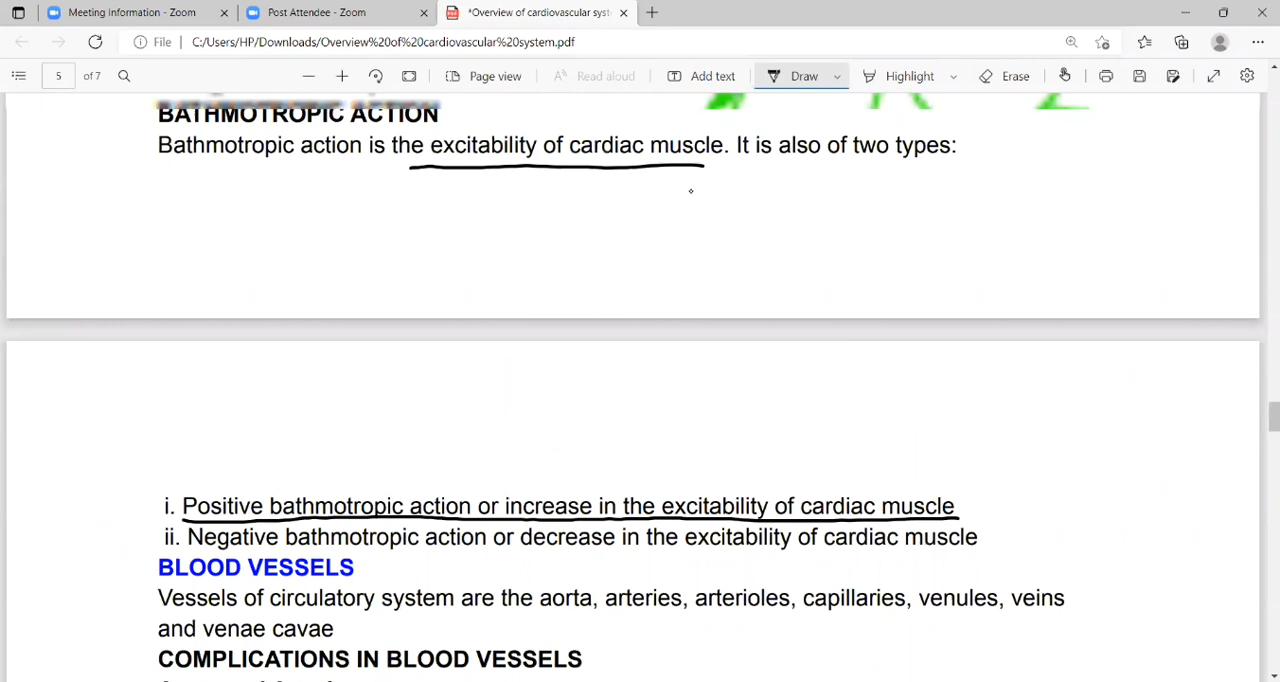 Meeting Information - Zoom
Post Attendee - Zoom
*Overview of cardiovascular syst
File
C:/Users/HP/Downloads/Overview%20of%20cardiovascular%20system.pdf
5 of 7
Page view
Read aloud
Add text
Draw
Highlight
Erase
BATHMOTROPIC ACTION
Bathmotropic action is the excitability of cardiac muscle. It is also of two types:
i. Positive bathmotropic action or increase in the excitability of cardiac muscle
ii. Negative bathmotropic action or decrease in the excitability of cardiac muscle
BLOOD VESSELS
Vessels of circulatory system are the aorta, arteries, arterioles, capillaries, venules, veins
and venae cavae
COMPLICATIONS IN BLOOD VESSELS